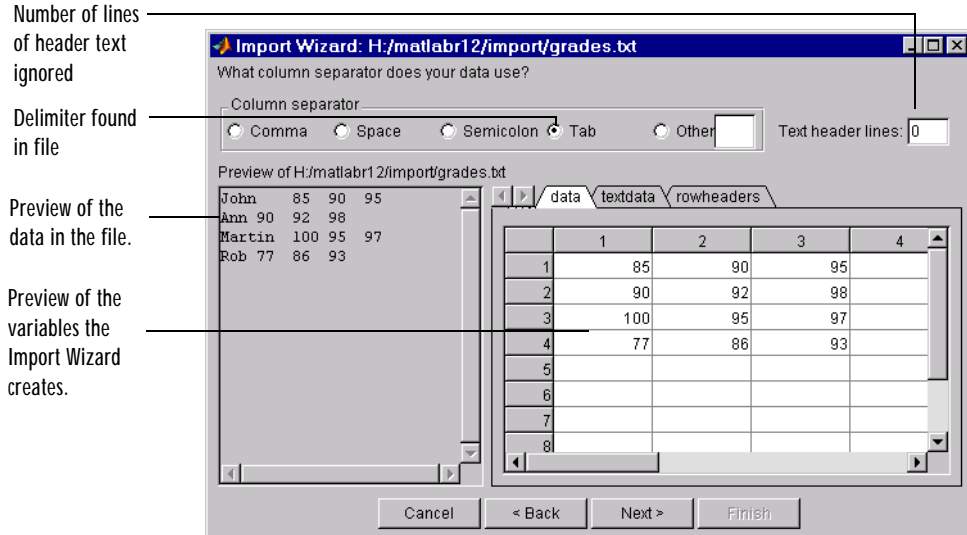 Number of lines
of header text
ignored
Delimiter found
in file
Preview of the
data in the file.
Preview of the
variables the
Import Wizard
creates.
Import Wizard: H:/matlabr12/import/grades.txt
What column separator does your data use?
Column separator
Comma Space Semicolon Tab Other Text header lines: 0
Preview of H:/matlabr12/import/grades.txt
John 85 90 95
Ann 90 92 98
Martin 100 95 97
Rob 77 86 93
data textdata rowheaders
1 2 3 4
1 85 90 95
2 90 92 98
3 100 95 97
4 77 86 93
5
6
7
8
Cancel < Back Next > Finish